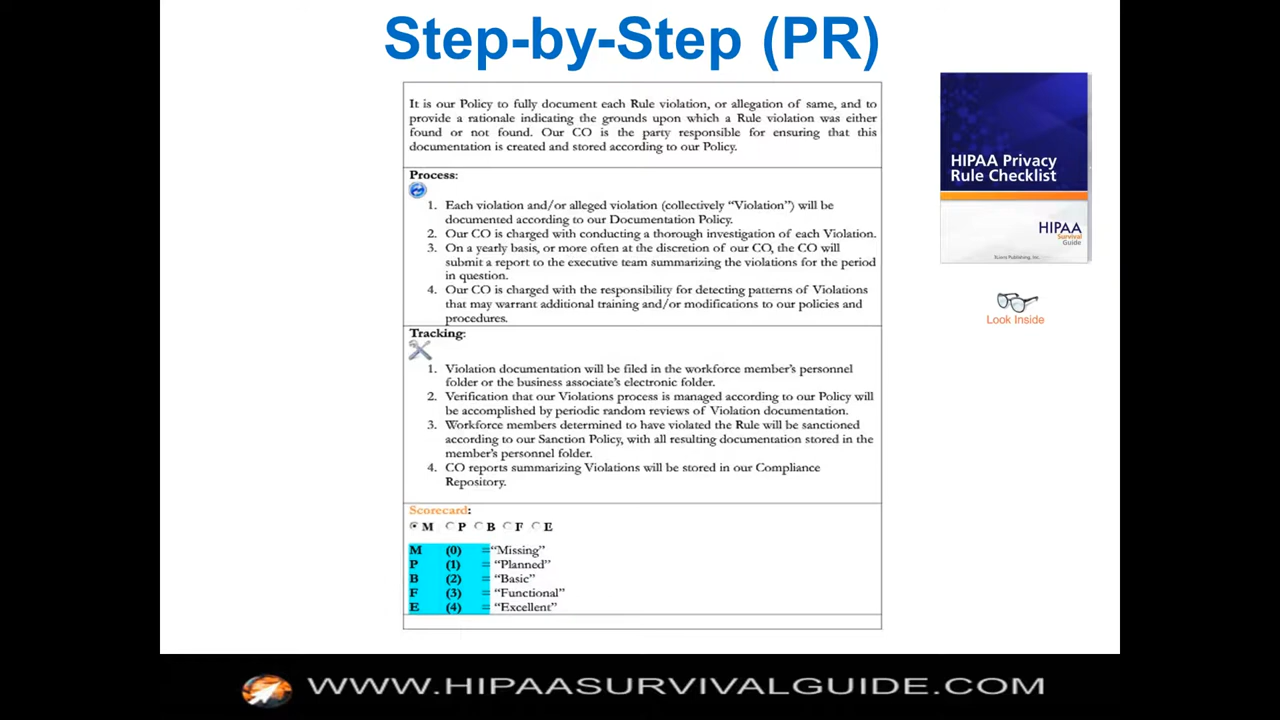 Step-by-Step (PR)
It is our Policy to fully document each Rule violation, or allegation of same, and to
provide a rationale indicating the grounds upon which a Rule violation was either
found or not found. Our CO is the party responsible for ensuring that this
documentation is created and stored according to our Policy.
Process:
1. Each violation and/or alleged violation (collectively “Violation”) will be
documented according to our Documentation Policy.
2. Our CO is charged with conducting a thorough investigation of each Violation.
3. On a yearly basis, or more often at the discretion of our CO, the CO will
submit a report to the executive team summarizing the violations for the period
in question.
4. Our CO is charged with the responsibility for detecting patterns of Violations
that may warrant additional training and/or modifications to our policies and
procedures.
Tracking:
1. Violation documentation will be filed in the workforce member’s personnel
folder or the business associate’s electronic folder.
2. Verification that our Violations process is managed according to our Policy will
be accomplished by periodic random reviews of Violation documentation.
3. Workforce members determined to have violated the Rule will be sanctioned
according to our Sanction Policy, with all resulting documentation stored in the
member’s personnel folder.
4. CO reports summarizing Violations will be stored in our Compliance
Repository.
Scorecard:
M P B F E
M (0) =“Missing”
P (1) = “Planned”
B (2) = “Basic”
F (3) = “Functional”
E (4) = “Excellent”
HIPAA Privacy
Rule Checklist
HIPAA
Survival
Guide
3Lions Publishing, Inc.
Look Inside
WWW.HIPAASURVIVALGUIDE.COM